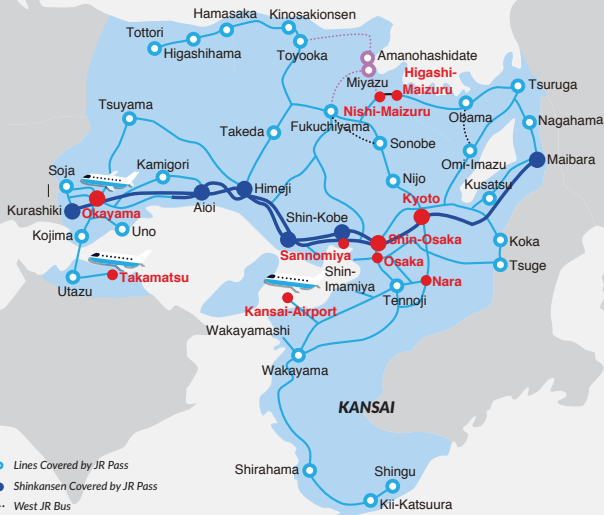 Hamasaka
Kinosakionsen
Tottori
Higashihama
Toyooka
Amanohashidate
Miyazu
Higashi-
Maizuru
Nishi-Maizuru
Tsuruga
Tsuyama
Takeda
Fukuchiyama
Obama
Nagahama
Sonobe
Omi-Imazu
Maibara
Soja
Kamigori
Nijo
Kusatsu
Kurashiki
Okayama
Aioi
Himeji
Kyoto
Shin-Kobe
Kojima
Uno
Sannomiya
Shin-Osaka
Koka
Osaka
Tsuge
Utazu
Takamatsu
Shin-
Imamiya
Nara
Tennoji
Kansai-Airport
Wakayamashi
Wakayama
KANSAI
Lines Covered by JR Pass
Shinkansen Covered by JR Pass
West JR Bus
Shirahama
Shingu
Kii-Katsuura